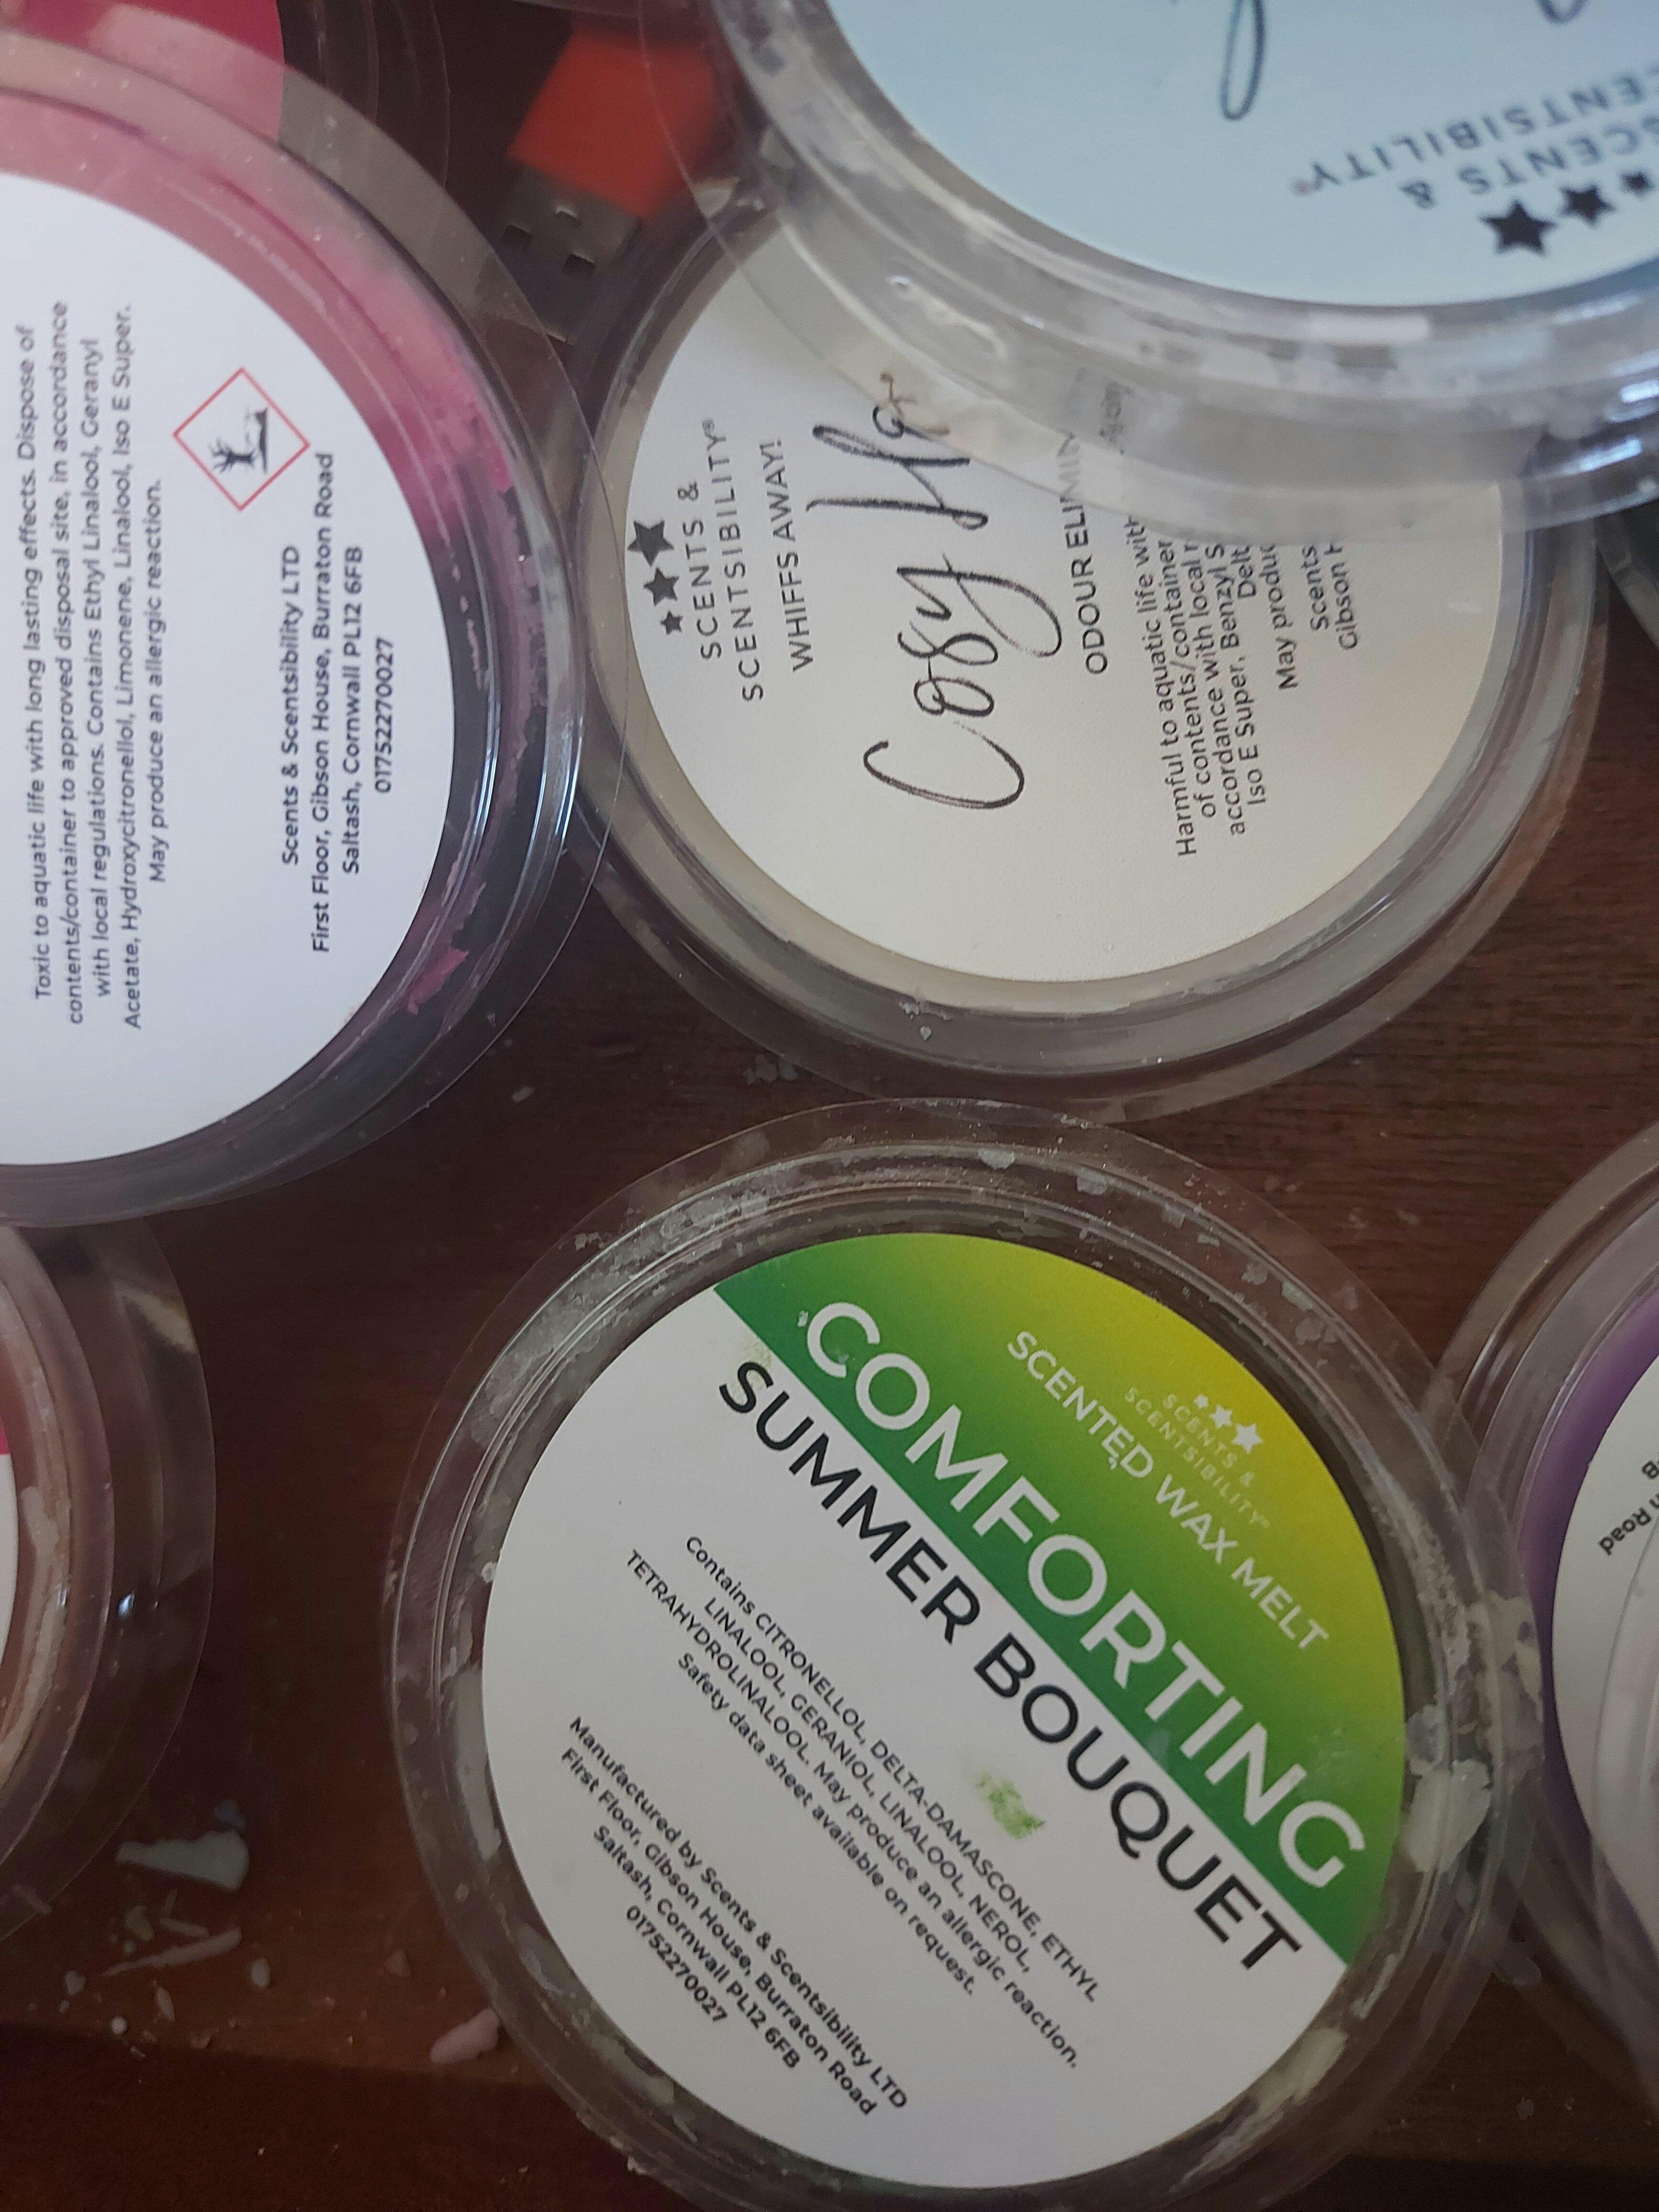 Toxic to aquatic life with long lasting effects. Dispose of
contents/container to approved disposal site, in accordance
with local regulations. Contains Ethyl Linalool, Geranyl
Acetate, Hydroxycitronellol, Limonene, Linalool, Iso E Super.
May produce an allergic reaction.
Scents & Scentsibility LTD
First Floor, Gibson House, Burraton Road
Saltash, Cornwall PL12 6FB
01752270027
SCENTS &
SCENTSIBILITY®
WHIFFS AWAY!
Cosy
ODOUR
Harmful to aquatic life with
of contents/container
accordance with local
Iso E Super, Benzyl
May
Scents
Gibson
SCENTS &
SCENTED WAX MELT
SCENTS &
SCENTSIBILITY®
COMFORTING
SUMMER BOUQUET
Contains CITRONELLOL, DELTA-DAMASCONE, ETHYL
LINALOOL, GERANIOL, LINALOOL, NEROL,
TETRAHYDROLINALOOL. May produce an allergic reaction.
Safety data sheet available on request.
Manufactured by Scents & Scentsibility LTD
First Floor, Gibson House, Burraton Road
Saltash, Cornwall PL12 6FB
01752270027
Road